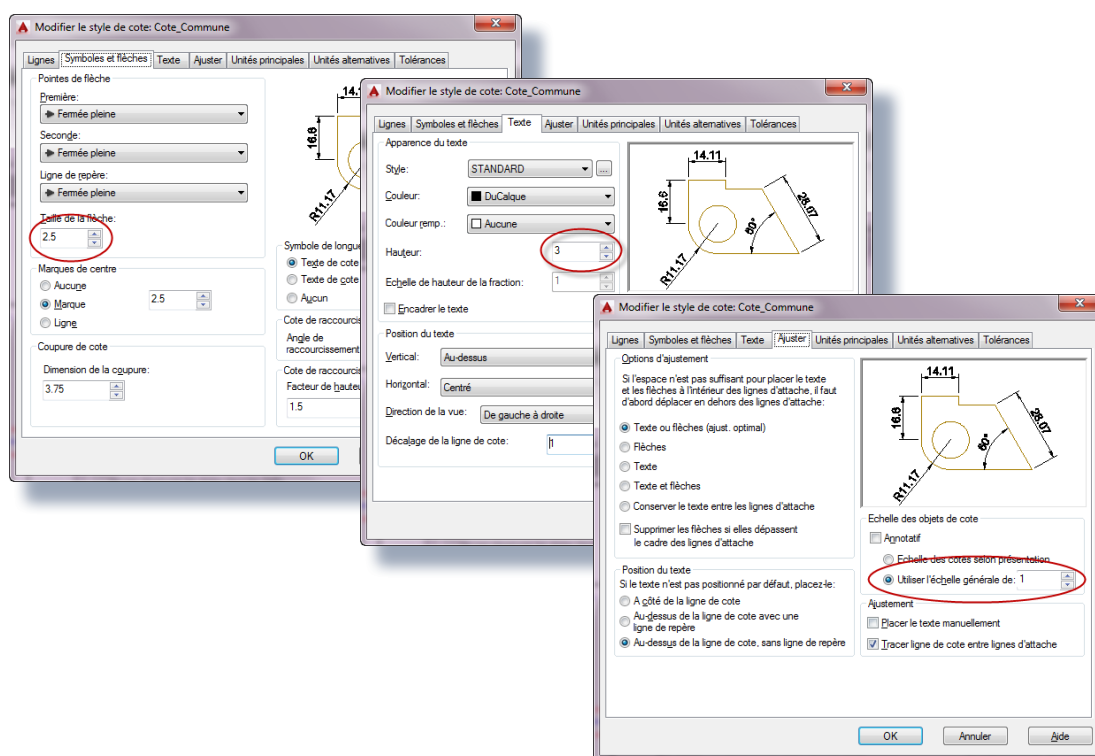 Modifier le style de cote: Cote_Commune
Lignes Symboles et flèches Texte Ajuster Unités principales Unités alternatives Tolérances
Pointes de flèche
Première:
Fermée pleine
Seconde:
Fermée pleine
Ligne de repère:
Fermée pleine
Taille de la flèche:
2.5
Marques de centre
Aucune
Marque 2.5
Ligne
Coupure de cote
Dimension de la coupure:
3.75
14.
16.6
R11.17
Symbole de longue
Texte de cote
Texte de cote
Aucun
Cote de raccourcis
Angle de
raccourcissement
Cote de raccourci
Facteur de hauteu
1.5
OK
Modifier le style de cote: Cote_Commune
Lignes Symboles et flèches Texte Ajuster Unités principales Unités alternatives Tolérances
Apparence du texte
Style: STANDARD ...
Couleur: DuCalque
Couleur remp.: Aucune
Hauteur: 3
Echelle de hauteur de la fraction: 1
Encadrer le texte
Position du texte
Vertical: Au-dessus
Horizontal: Centré
Direction de la vue: De gauche à droite
Décalage de la ligne de cote: 1
14.11
16.6
28.07
60°
R11.17
Modifier le style de cote: Cote_Commune
Lignes Symboles et flèches Texte Ajuster Unités principales Unités alternatives Tolérances
Options d'ajustement
Si l'espace n'est pas suffisant pour placer le texte
et les flèches à l'intérieur des lignes d'attache, il faut
d'abord déplacer en dehors des lignes d'attache:
Texte ou flèches (ajust. optimal)
Flèches
Texte
Texte et flèches
Conserver le texte entre les lignes d'attache
Supprimer les flèches si elles dépassent
le cadre des lignes d'attache
Position du texte
Si le texte n'est pas positionné par défaut, placez-le:
A côté de la ligne de cote
Au-dessus de la ligne de cote avec une
ligne de repère
Au-dessus de la ligne de cote, sans ligne de repère
14.11
16.6
28.07
60°
R11.17
Echelle des objets de cote
Annotatif
Echelle des cotes selon présentation
Utiliser l'échelle générale de: 1
Ajustement
Placer le texte manuellement
Tracer ligne de cote entre lignes d'attache
OK Annuler Aide